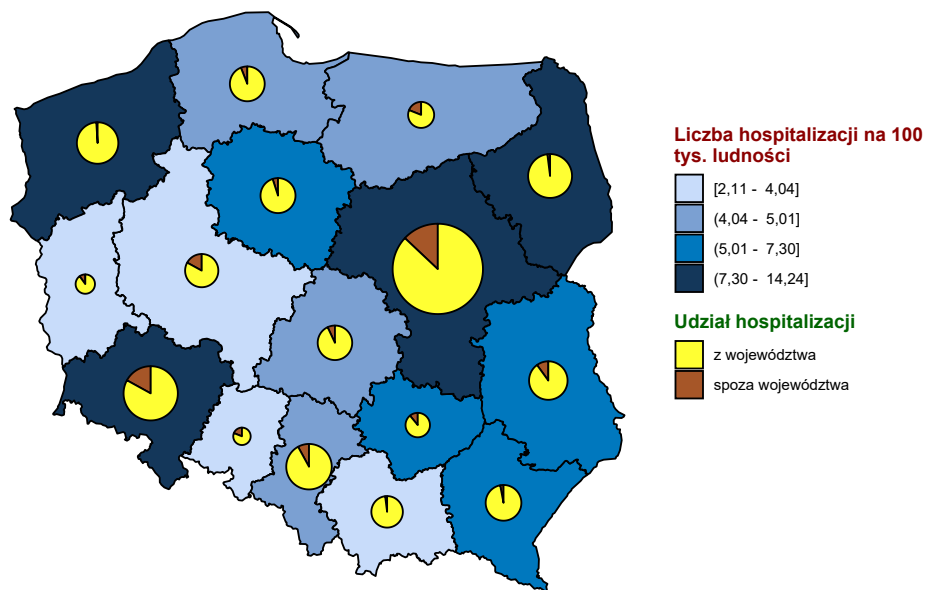 Liczba hospitalizacji na 100
tys. ludności
[2,11 - 4,04]
(4,04 - 5,01]
(5,01 - 7,30]
(7,30 - 14,24]
Udział hospitalizacji
z województwa
spoza województwa